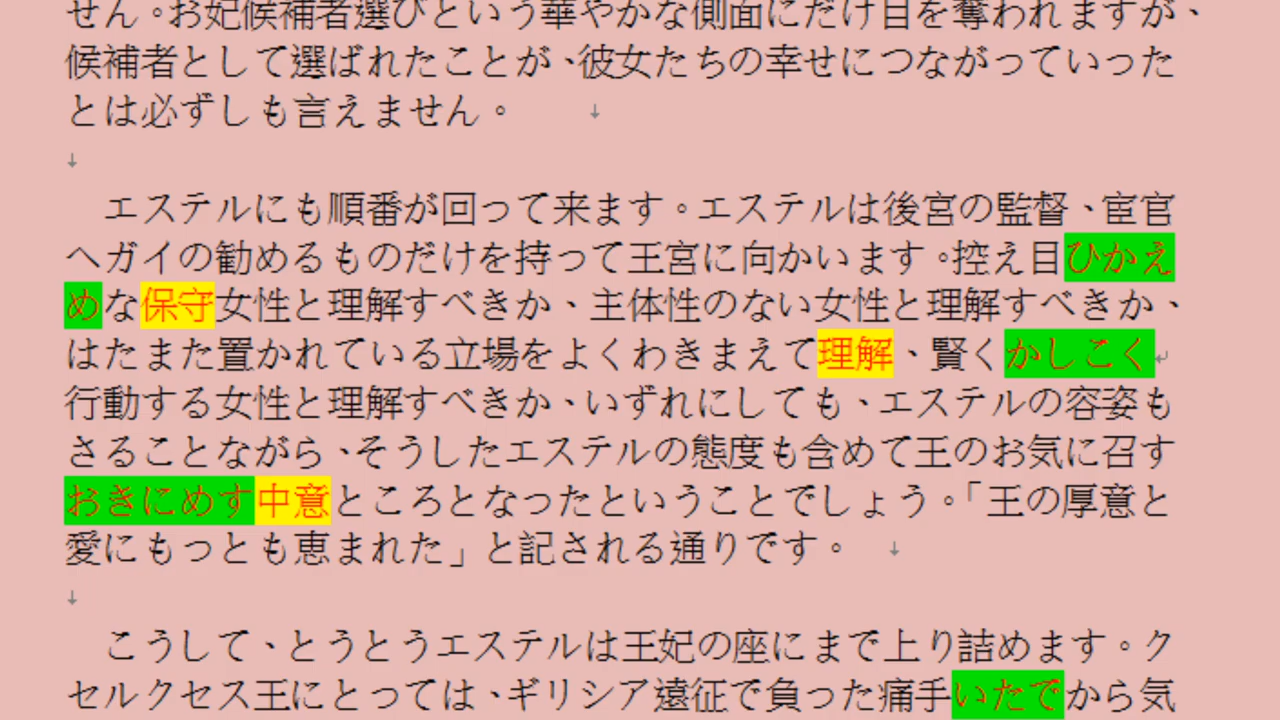 せん。お妃候補者選びという華やかな側面にだけ目を奪われますが、
候補者として選ばれたことが、彼女たちの幸せにつながっていった
とは必ずしも言えません。 ↓
↓
エステルにも順番が回って来ます。エステルは後宮の監督、宦官
ヘガイの勧めるものだけを持って王宮に向かいます。控え目ひかえ
めな保守女性と理解すべきか、主体性のない女性と理解すべきか、
はたまた置かれている立場をよくわきまえて理解、賢くかしこく↵
行動する女性と理解すべきか、いずれにしても、エステルの容姿も
さることながら、そうしたエステルの態度も含めて王のお気に召す
おきにめす中意ところとなったということでしょう。「王の厚意と
愛にもっとも恵まれた」と記される通りです。 ↓
↓
こうして、とうとうエステルは王妃の座にまで上り詰めます。ク
セルクセス王にとっては、ギリシア遠征で負った痛手いたでから気